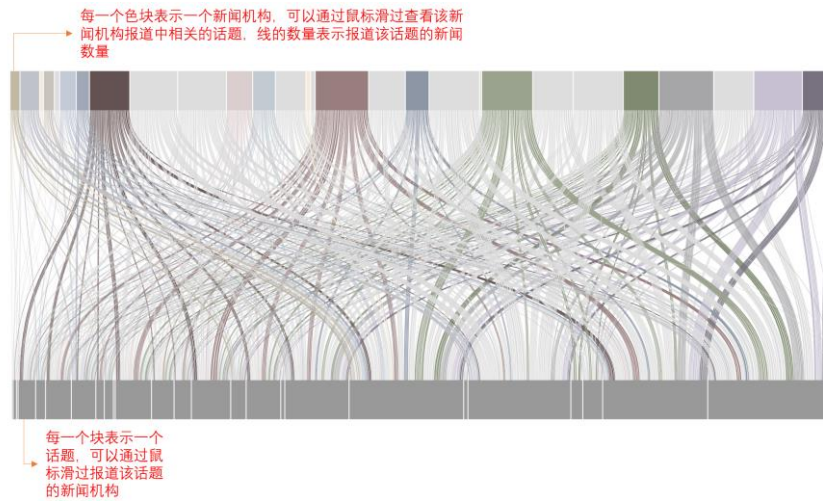 每一个色块表示一个新闻机构，可以通过鼠标滑过查看该新
闻机构报道中相关的话题，线的数量表示报道该话题的新闻
数量
每一个块表示一个
话题，可以通过鼠
标滑过报道该话题
的新闻机构